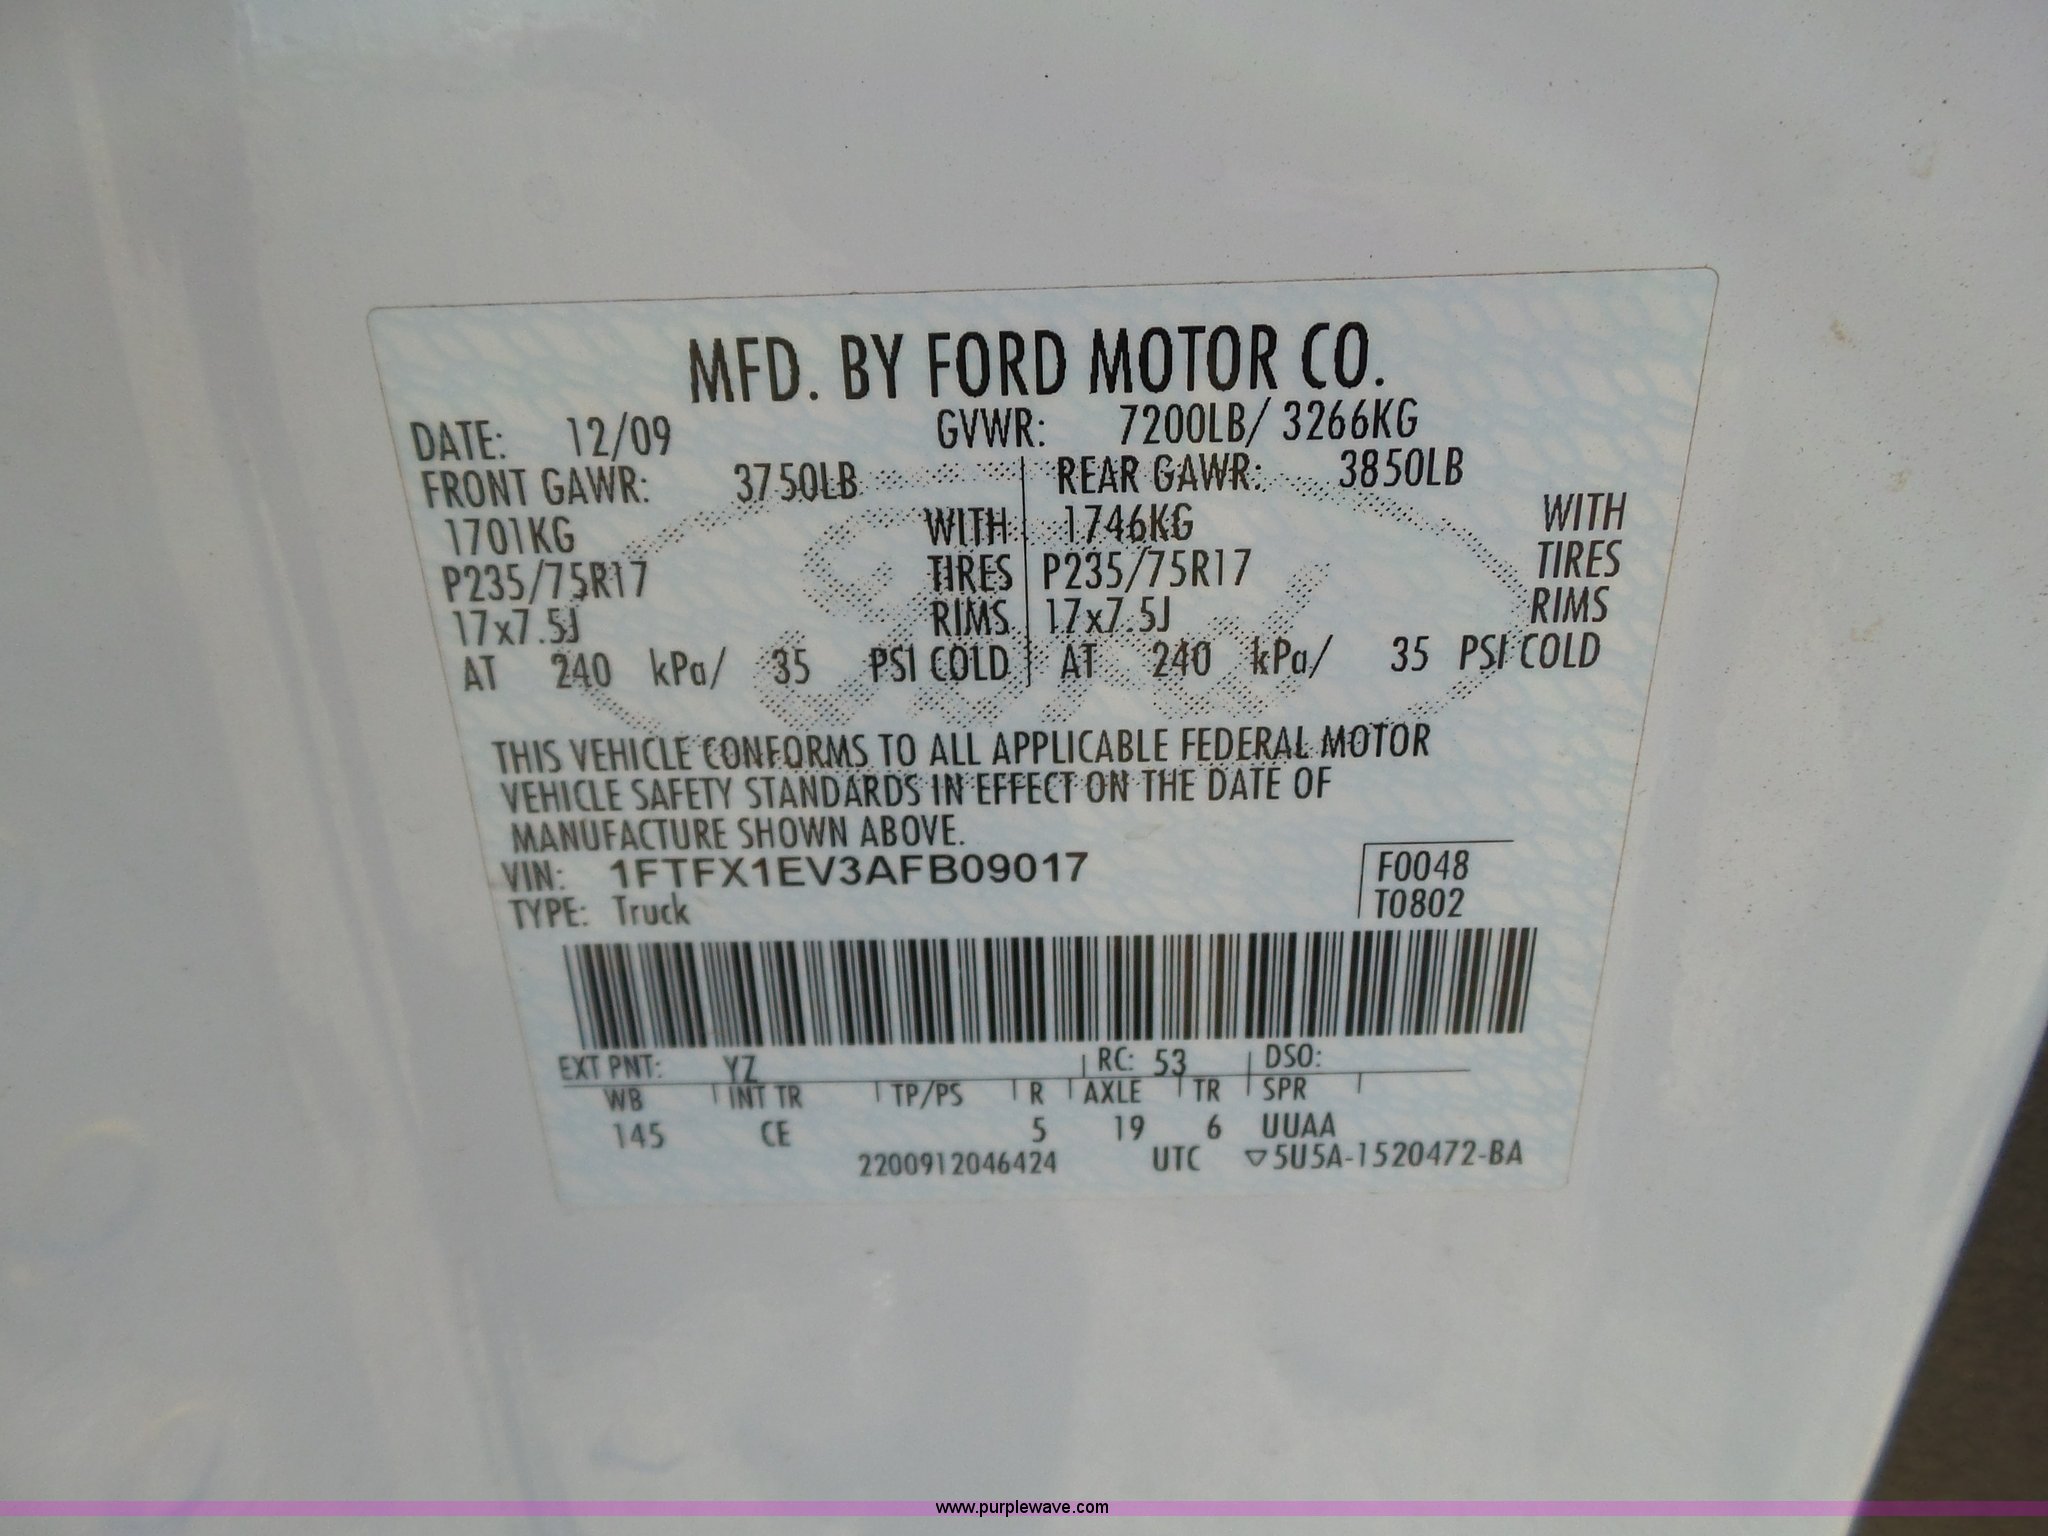 MFD. BY FORD MOTOR CO.
DATE: 12/09 GVWR: 7200LB/ 3266KG
FRONT GAWR: 3750LB REAR GAWR: 3850LB
1701KG WITH 1746KG WITH
P235/75R17 TIRES P235/75R17 TIRES
17x7.5J RIMS 17x7.5J RIMS
AT 240 kPa/ 35 PSI COLD AT 240 kPa/ 35 PSI COLD
THIS VEHICLE CONFORMS TO ALL APPLICABLE FEDERAL MOTOR
VEHICLE SAFETY STANDARDS IN EFFECT ON THE DATE OF
MANUFACTURE SHOWN ABOVE.
VIN: 1FTFX1EV3AFB09017 F0048
TYPE: Truck T0802
EXT PNT: YZ RC: 53 DSO:
WB INT TR TP/PS R AXLE TR SPR
145 CE 5 19 6 UUAA
2200912046424 UTC ▽5U5A-1520472-BA
www.purplewave.com